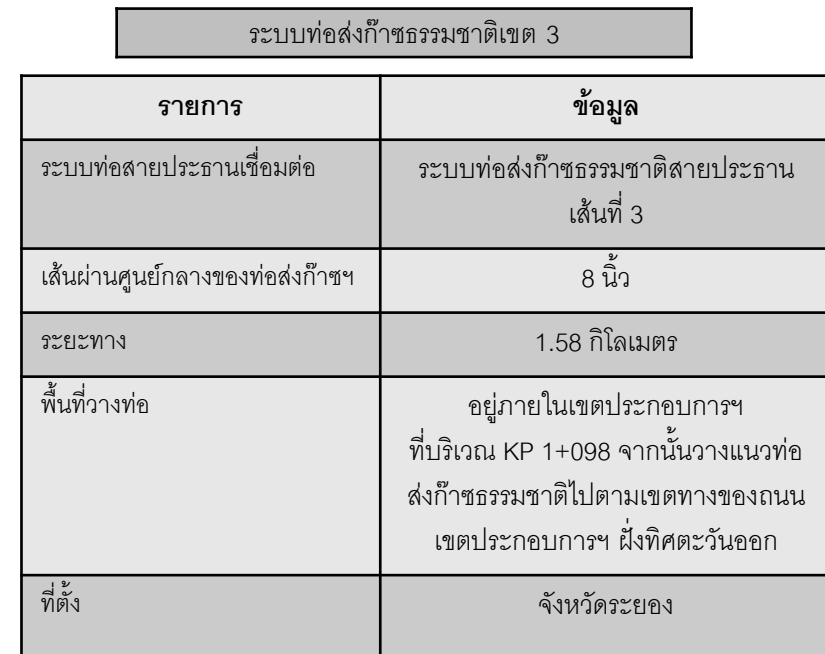 ระบบท่อส่งก๊าซธรรมชาติเขต 3
รายการ ข้อมูล
ระบบท่อสายประธานเชื่อมต่อ ระบบท่อส่งก๊าซธรรมชาติสายประธาน
เส้นที่ 3
เส้นผ่านศูนย์กลางของท่อส่งก๊าซฯ 8 นิ้ว
ระยะทาง 1.58 กิโลเมตร
พื้นที่วางท่อ อยู่ภายในเขตประกอบการฯ
ที่บริเวณ KP 1+098 จากนั้นวางแนวท่อ
ส่งก๊าซธรรมชาติไปตามเขตทางของถนน
เขตประกอบการฯ ฝั่งทิศตะวันออก
ที่ตั้ง จังหวัดระยอง